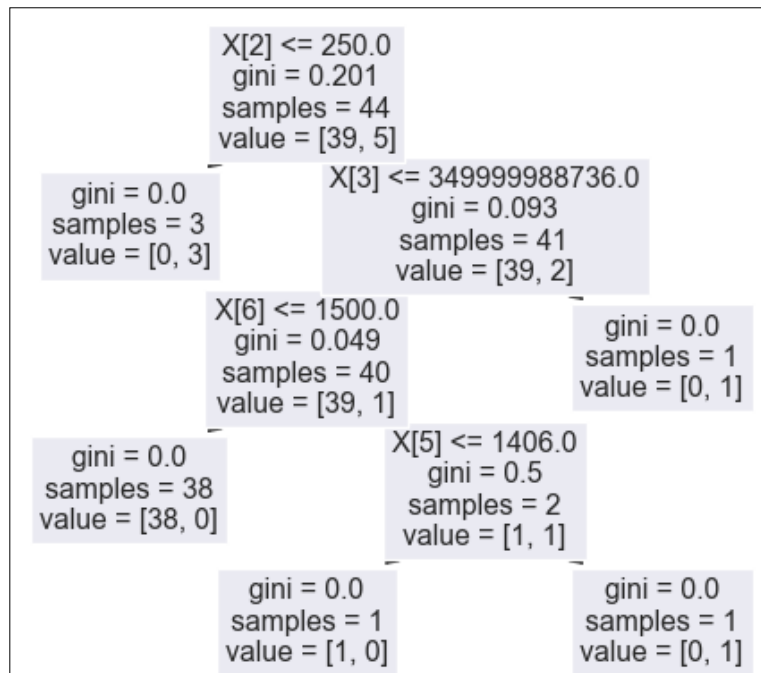 X[2] <= 250.0
gini = 0.201
samples = 44
value = [39, 5]
gini = 0.0
samples = 3
value = [0, 3]
X[3] <= 349999988736.0
gini = 0.093
samples = 41
value = [39, 2]
X[6] <= 1500.0
gini = 0.049
samples = 40
value = [39, 1]
gini = 0.0
samples = 1
value = [0, 1]
gini = 0.0
samples = 38
value = [38, 0]
X[5] <= 1406.0
gini = 0.5
samples = 2
value = [1, 1]
gini = 0.0
samples = 1
value = [1, 0]
gini = 0.0
samples = 1
value = [0, 1]